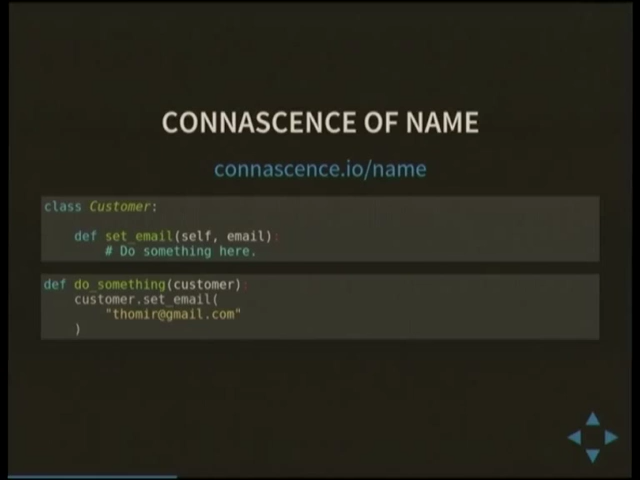 CONNASCENCE OF NAME
connascence.io/name
class Customer:
def set_email(self, email):
# Do something here.
def do_something(customer):
customer.set_email(
"thomir@gmail.com"
)